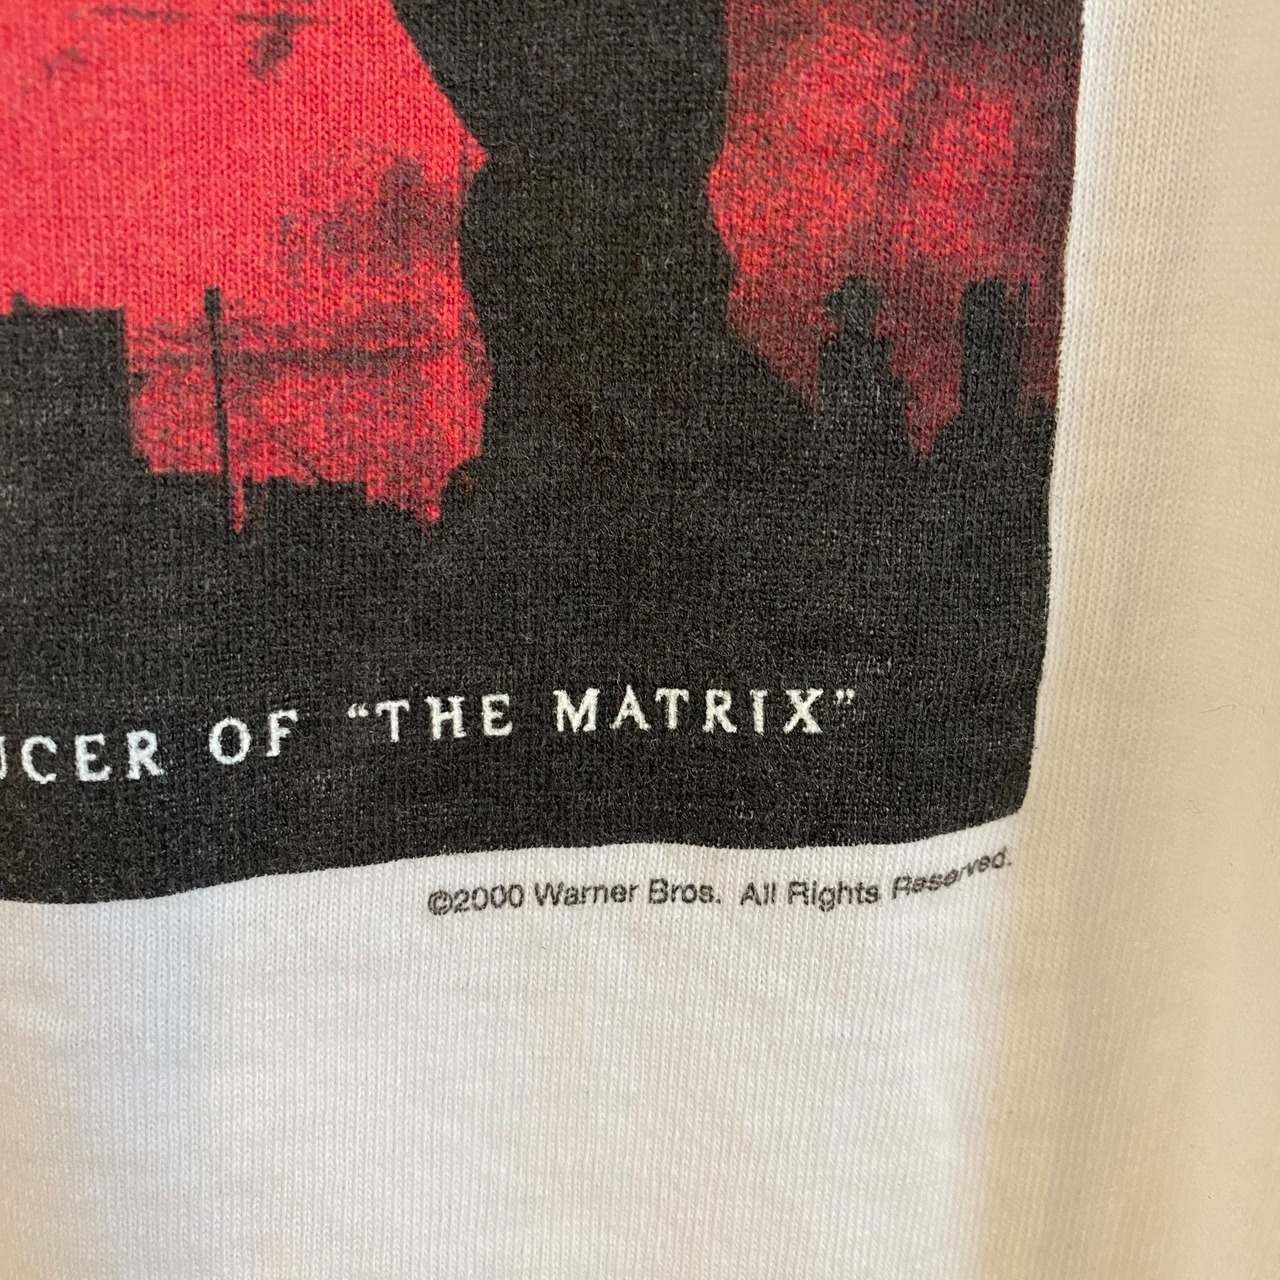 UCER OF “THE MATRIX”
©2000 Warner Bros. All Rights Reserved.